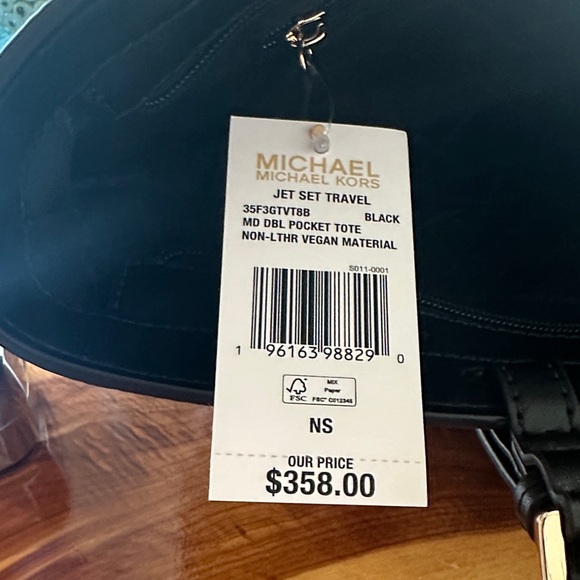 MICHAEL
MICHAEL KORS
JET SET TRAVEL
35F3GTVT8B BLACK
MD DBL POCKET TOTE
NON-LTHR VEGAN MATERIAL
S011-0001
1 96163 98829 0
FSC
MIX
Paper
FSC® C012345
NS
OUR PRICE
$358.00